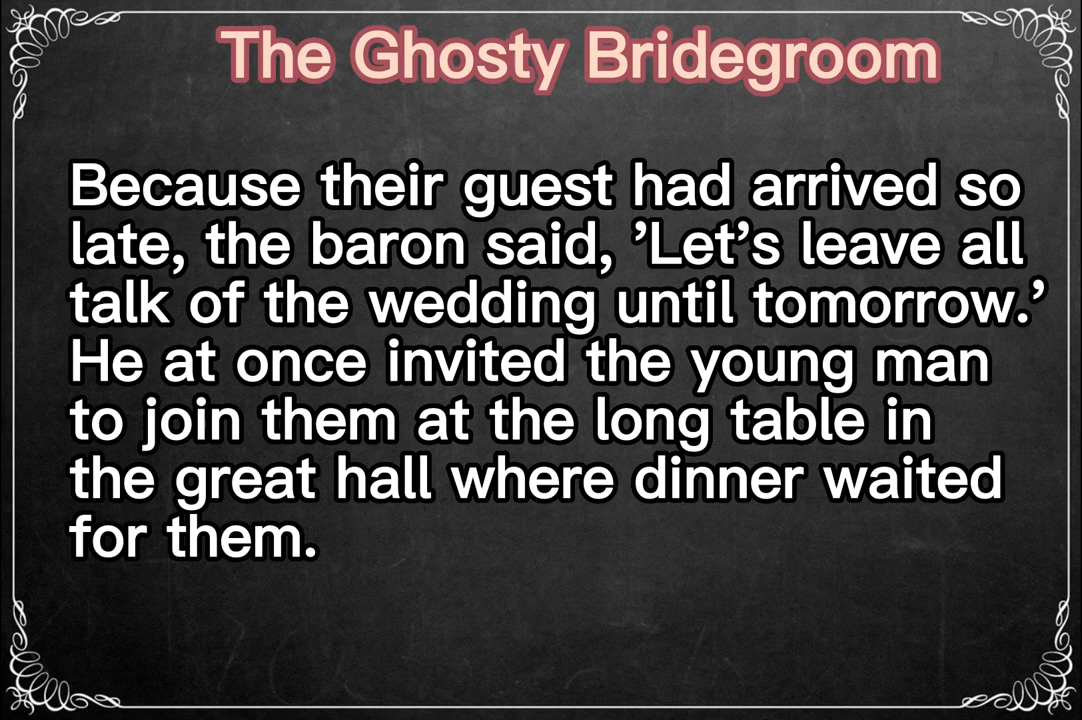 The Ghosty Bridegroom
Because their guest had arrived so
late, the baron said, ’Let’s leave all
talk of the wedding until tomorrow.’
He at once invited the young man
to join them at the long table in
the great hall where dinner waited
for them.